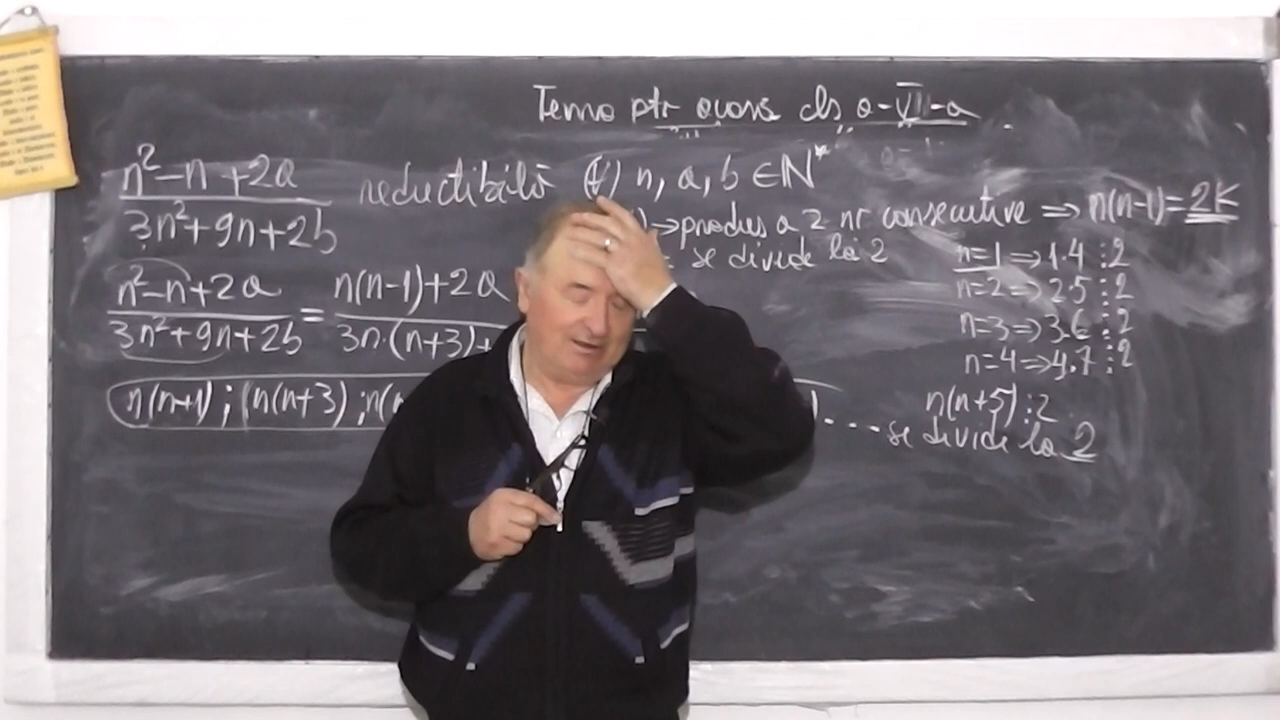 Tema ptr acasă cls a-VII-a
n²-n+2a / 3n²+9n+2b reductibilă (∀) n, a, b ∈ ℕ*
)→produs a 2 nr consecutive ⇒ n(n-1)=2K
se divide la 2
n=1⇒1·4⋮2
n=2⇒2·5⋮2
n=3⇒3·6⋮2
n=4⇒4·7⋮2
n²-n+2a / 3n²+9n+2b = n(n-1)+2a / 3n·(n+3)+
n(n+1); (n(n+3); n(n
) .... se divide la 2
n(n+5)⋮2